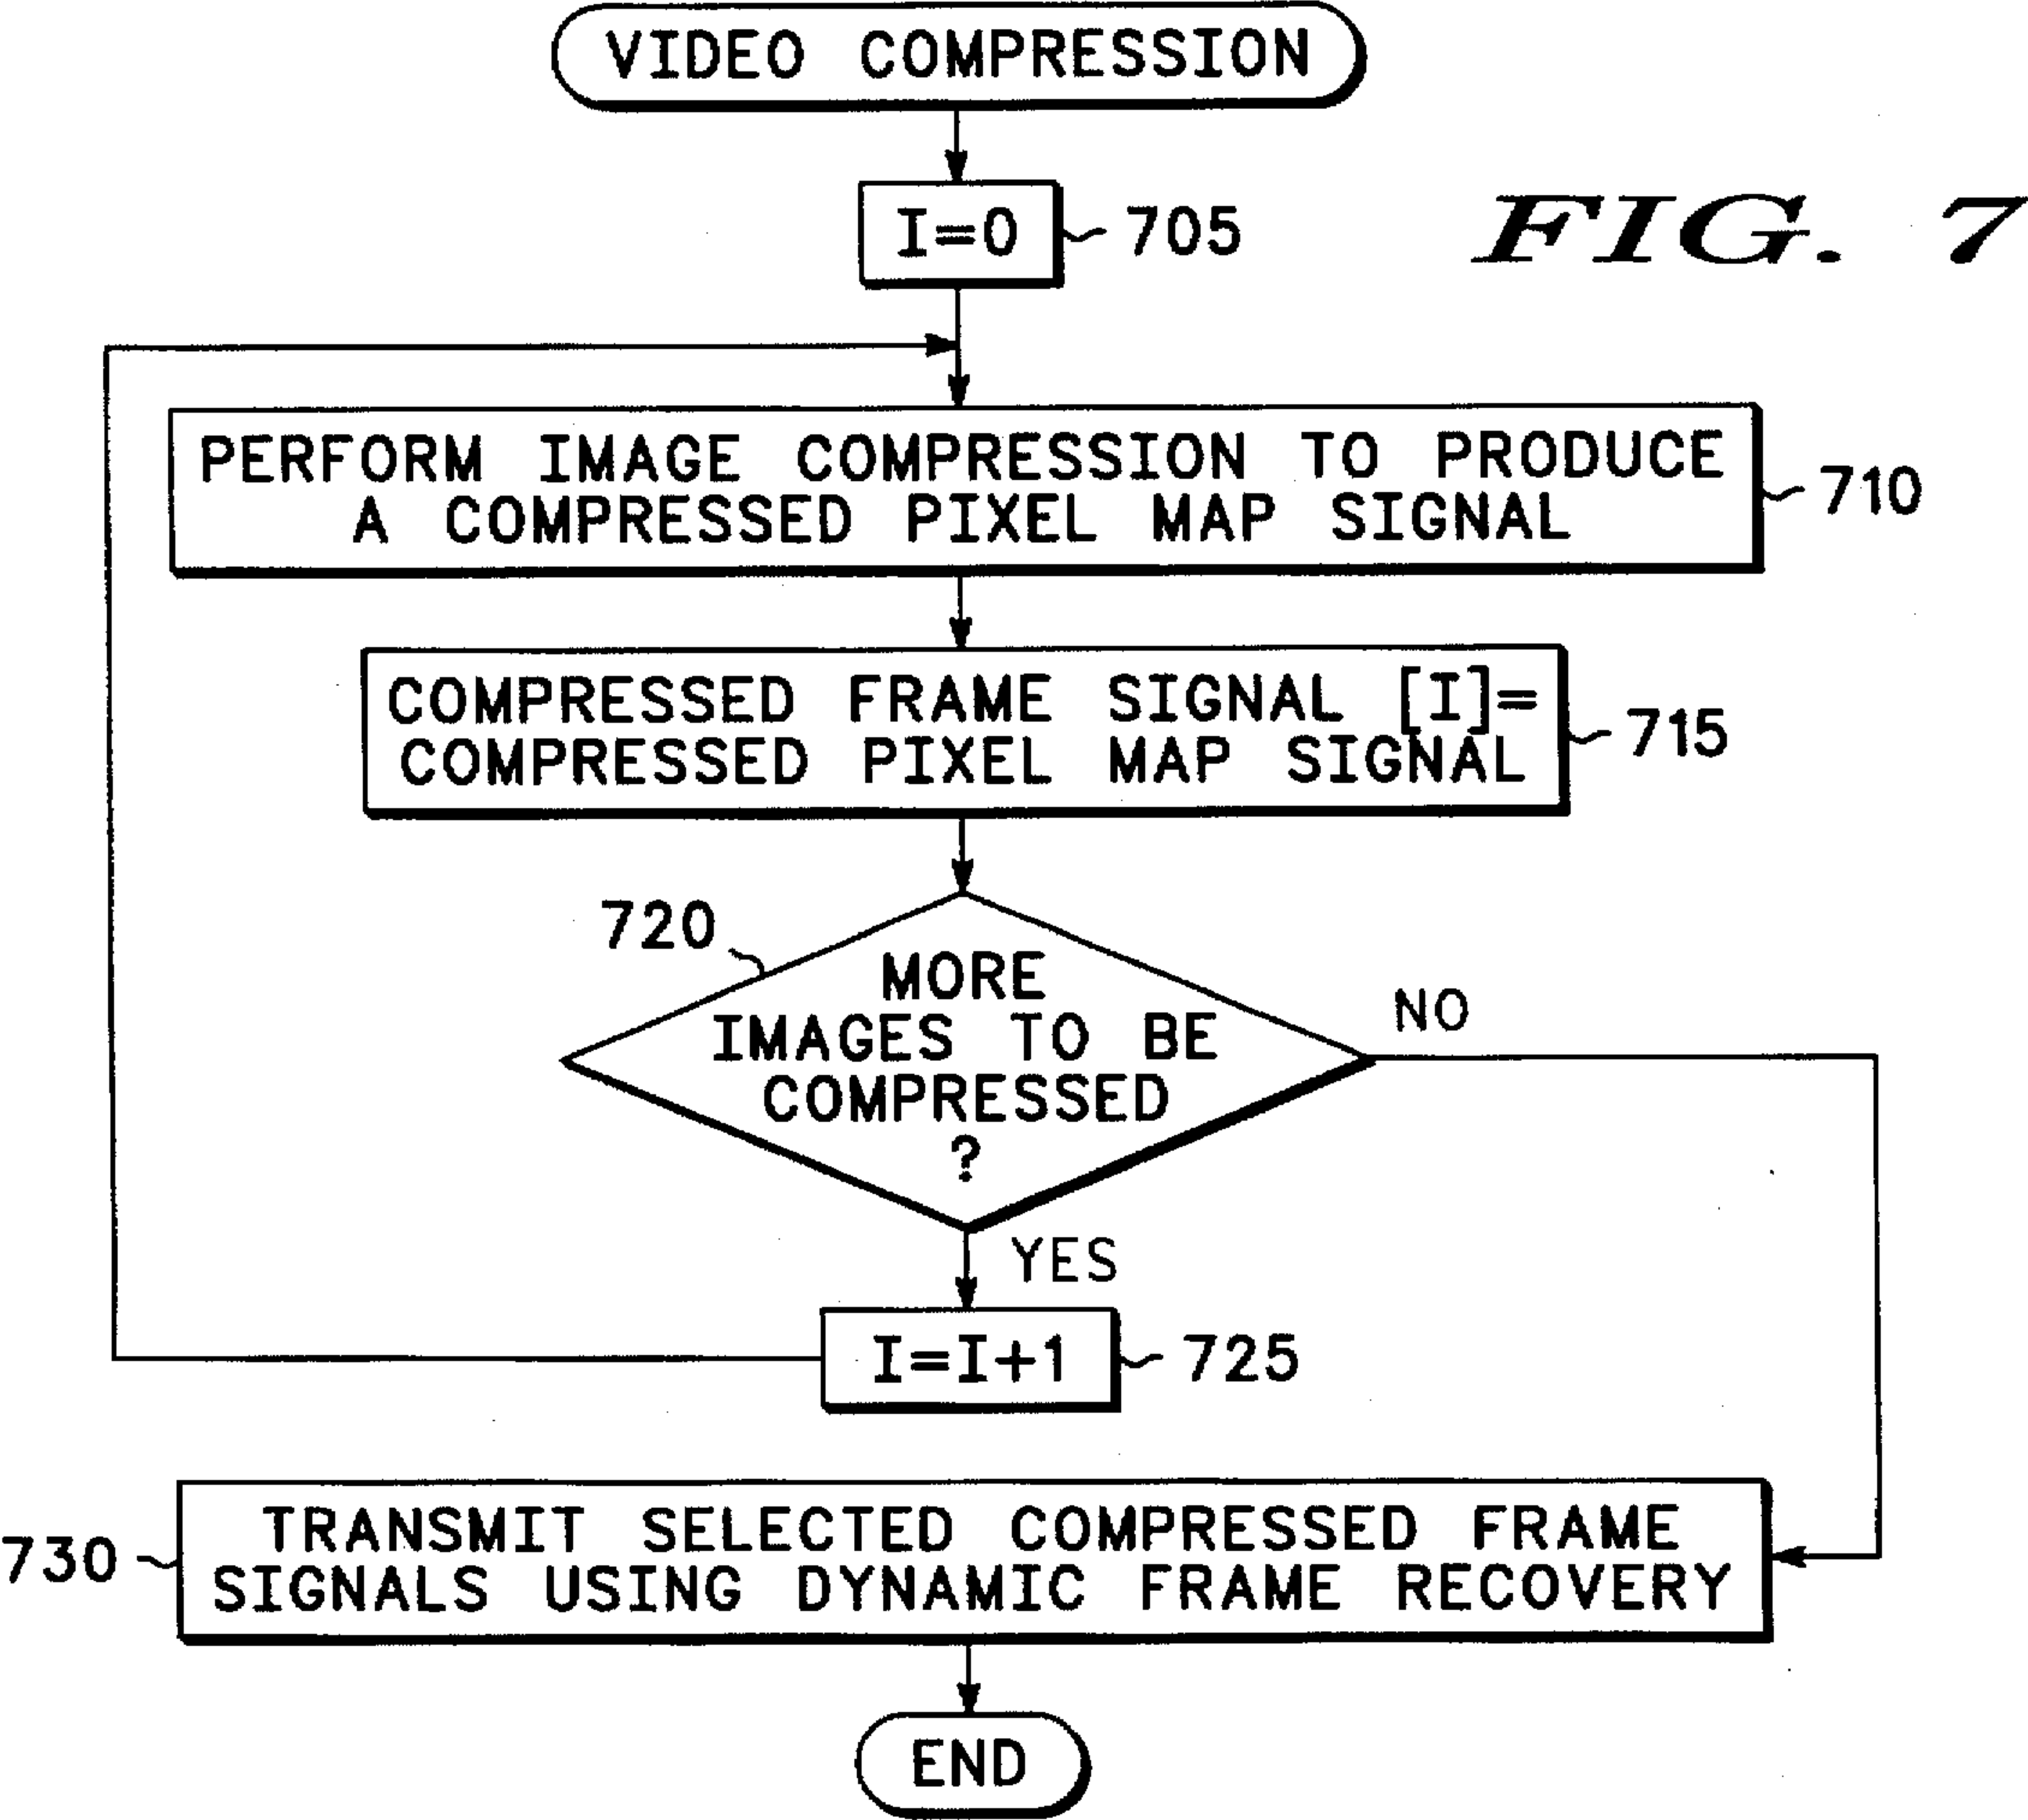 VIDEO COMPRESSION
I=0
705
FIG. 7
PERFORM IMAGE COMPRESSION TO PRODUCE
A COMPRESSED PIXEL MAP SIGNAL
710
COMPRESSED FRAME SIGNAL [I]=
COMPRESSED PIXEL MAP SIGNAL
715
720
MORE
IMAGES TO BE
COMPRESSED
?
NO
YES
I=I+1
725
TRANSMIT SELECTED COMPRESSED FRAME
SIGNALS USING DYNAMIC FRAME RECOVERY
730
END